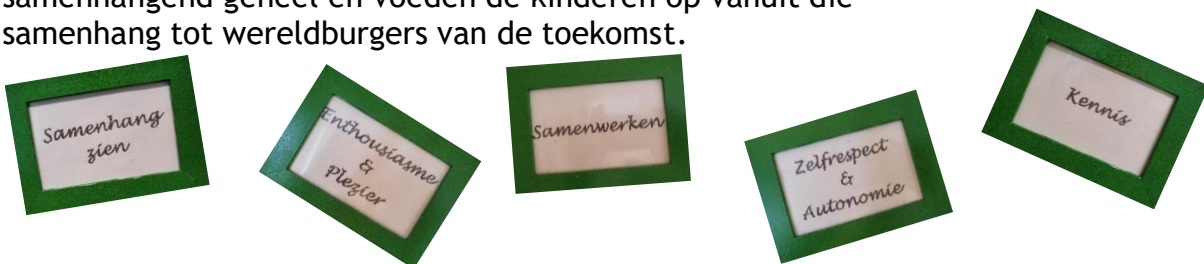 samenhangend geheel en voeden de kinderen op vanuit die
samenhang tot wereldburgers van de toekomst.
Samenhang
zien
Enthousiasme
&
Plezier
Samenwerken
Zelfrespect
&
Autonomie
Kennis